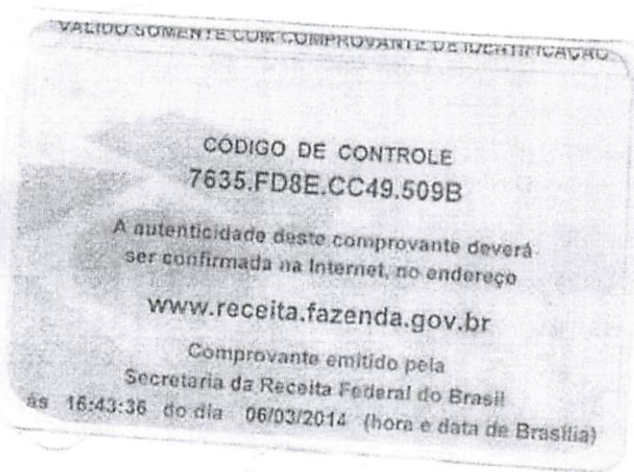 VALIDO SOMENTE COM COMPROVANTE DE IDENTIFICAÇÃO
CÓDIGO DE CONTROLE
7635.FD8E.CC49.509B
A autenticidade deste comprovante deverá
ser confirmada na Internet, no endereço
www.receita.fazenda.gov.br
Comprovante emitido pela
Secretaria da Receita Federal do Brasil
às 16:43:36 do dia 06/03/2014 (hora e data de Brasília)